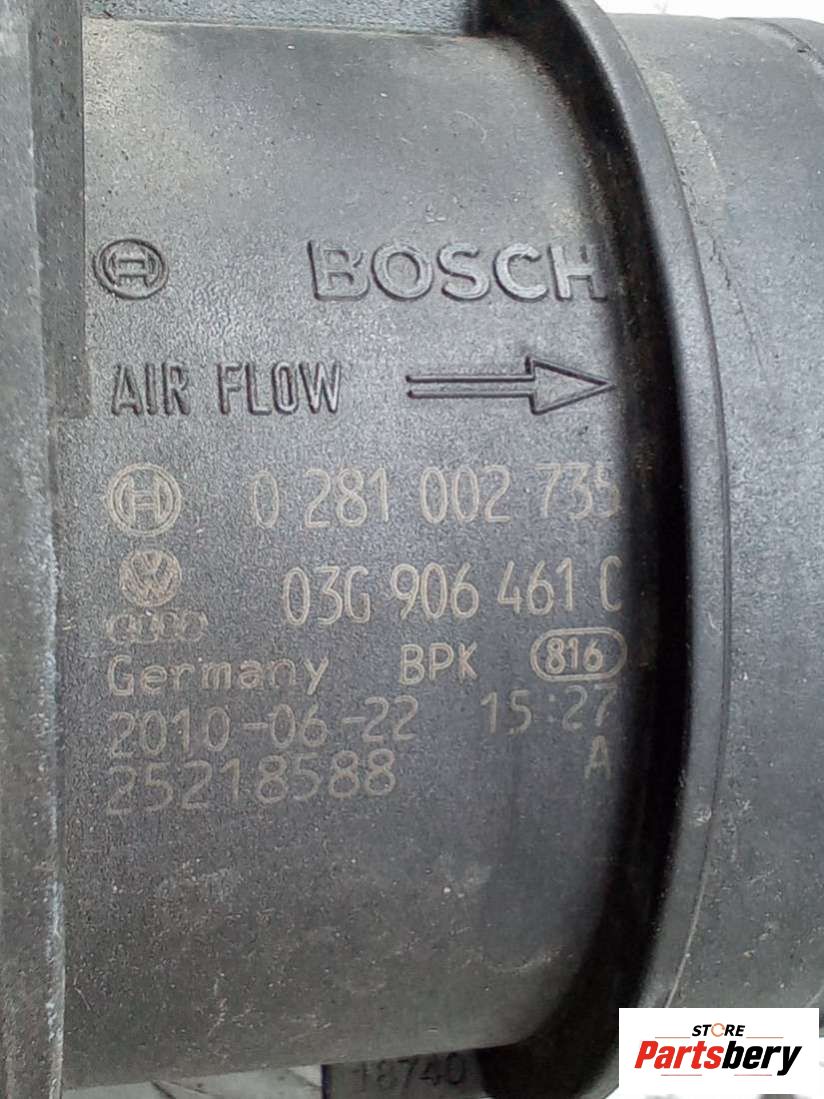 BOSCH
AIR FLOW
0 281 002 735
03G 906 461 C
Germany BPK 816
2010-06-22 15:27
25218588 A
18740
STORE
Partsbery